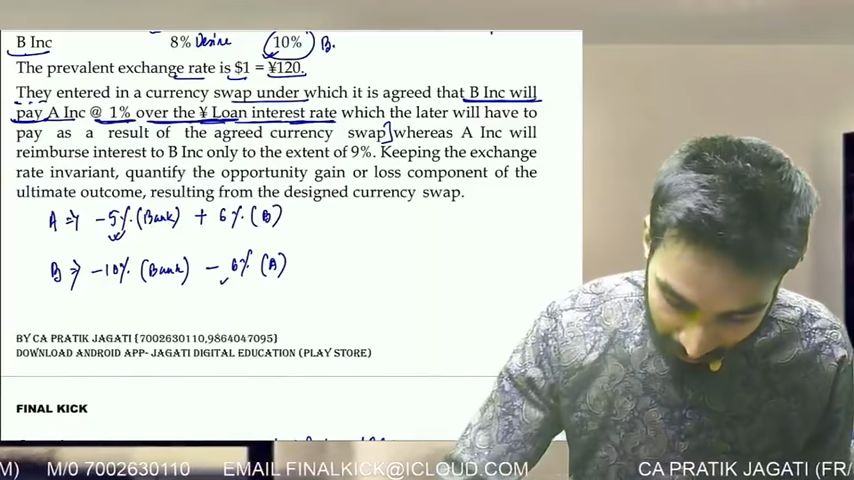 B Inc 8% Desire 10% B.
The prevalent exchange rate is $1 = ¥120.
They entered in a currency swap under which it is agreed that B Inc will
pay A Inc @ 1% over the ¥ Loan interest rate which the later will have to
pay as a result of the agreed currency swap whereas A Inc will
reimburse interest to B Inc only to the extent of 9%. Keeping the exchange
rate invariant, quantify the opportunity gain or loss component of the
ultimate outcome, resulting from the designed currency swap.
A ⇒ -5% (Bank) + 6% (B)
B ⇒ -10% (Bank) - 6% (A)
BY CA PRATIK JAGATI {7002630110,9864047095}
DOWNLOAD ANDROID APP- JAGATI DIGITAL EDUCATION (PLAY STORE)
FINAL KICK
M) M/0 7002630110 EMAIL FINALKICK@ICLOUD.COM CA PRATIK JAGATI (FR/